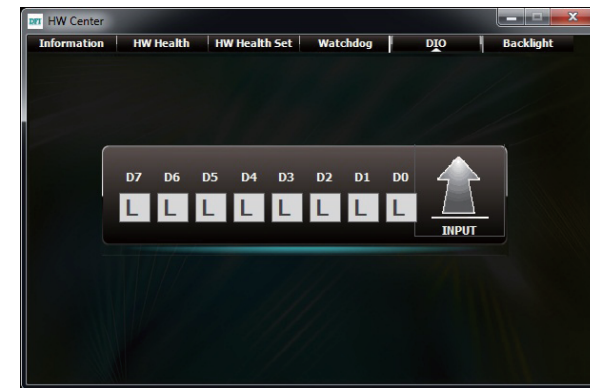 DFI HW Center
Information HW Health HW Health Set Watchdog DIO Backlight
D7 D6 D5 D4 D3 D2 D1 D0
L L L L L L L L
INPUT